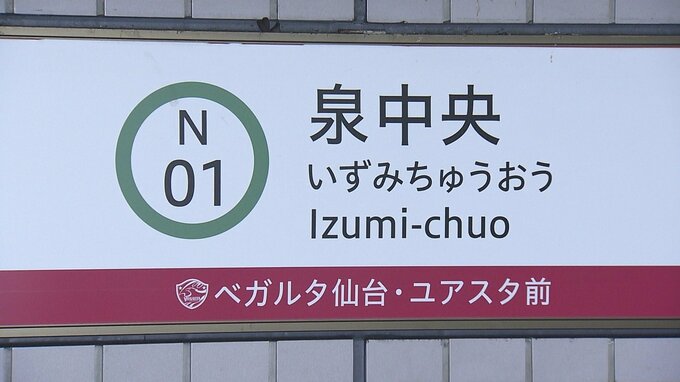 N
01
泉中央
いずみちゅうおう
Izumi-chuo
ベガルタ仙台・ユアスタ前